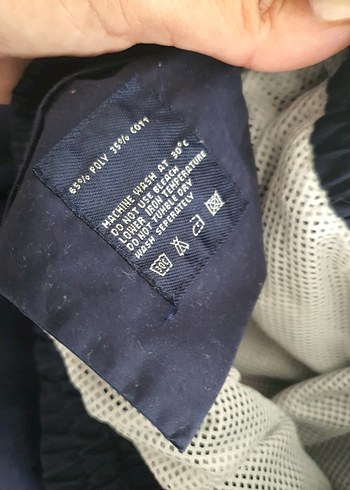 65% POLY 35% COTT
MACHINE WASH AT 30°C
DO NOT USE BLEACH
LOWER IRON TEMPERATURE
DO NOT TUMBLE DRY
WASH SEPERATELY
30C